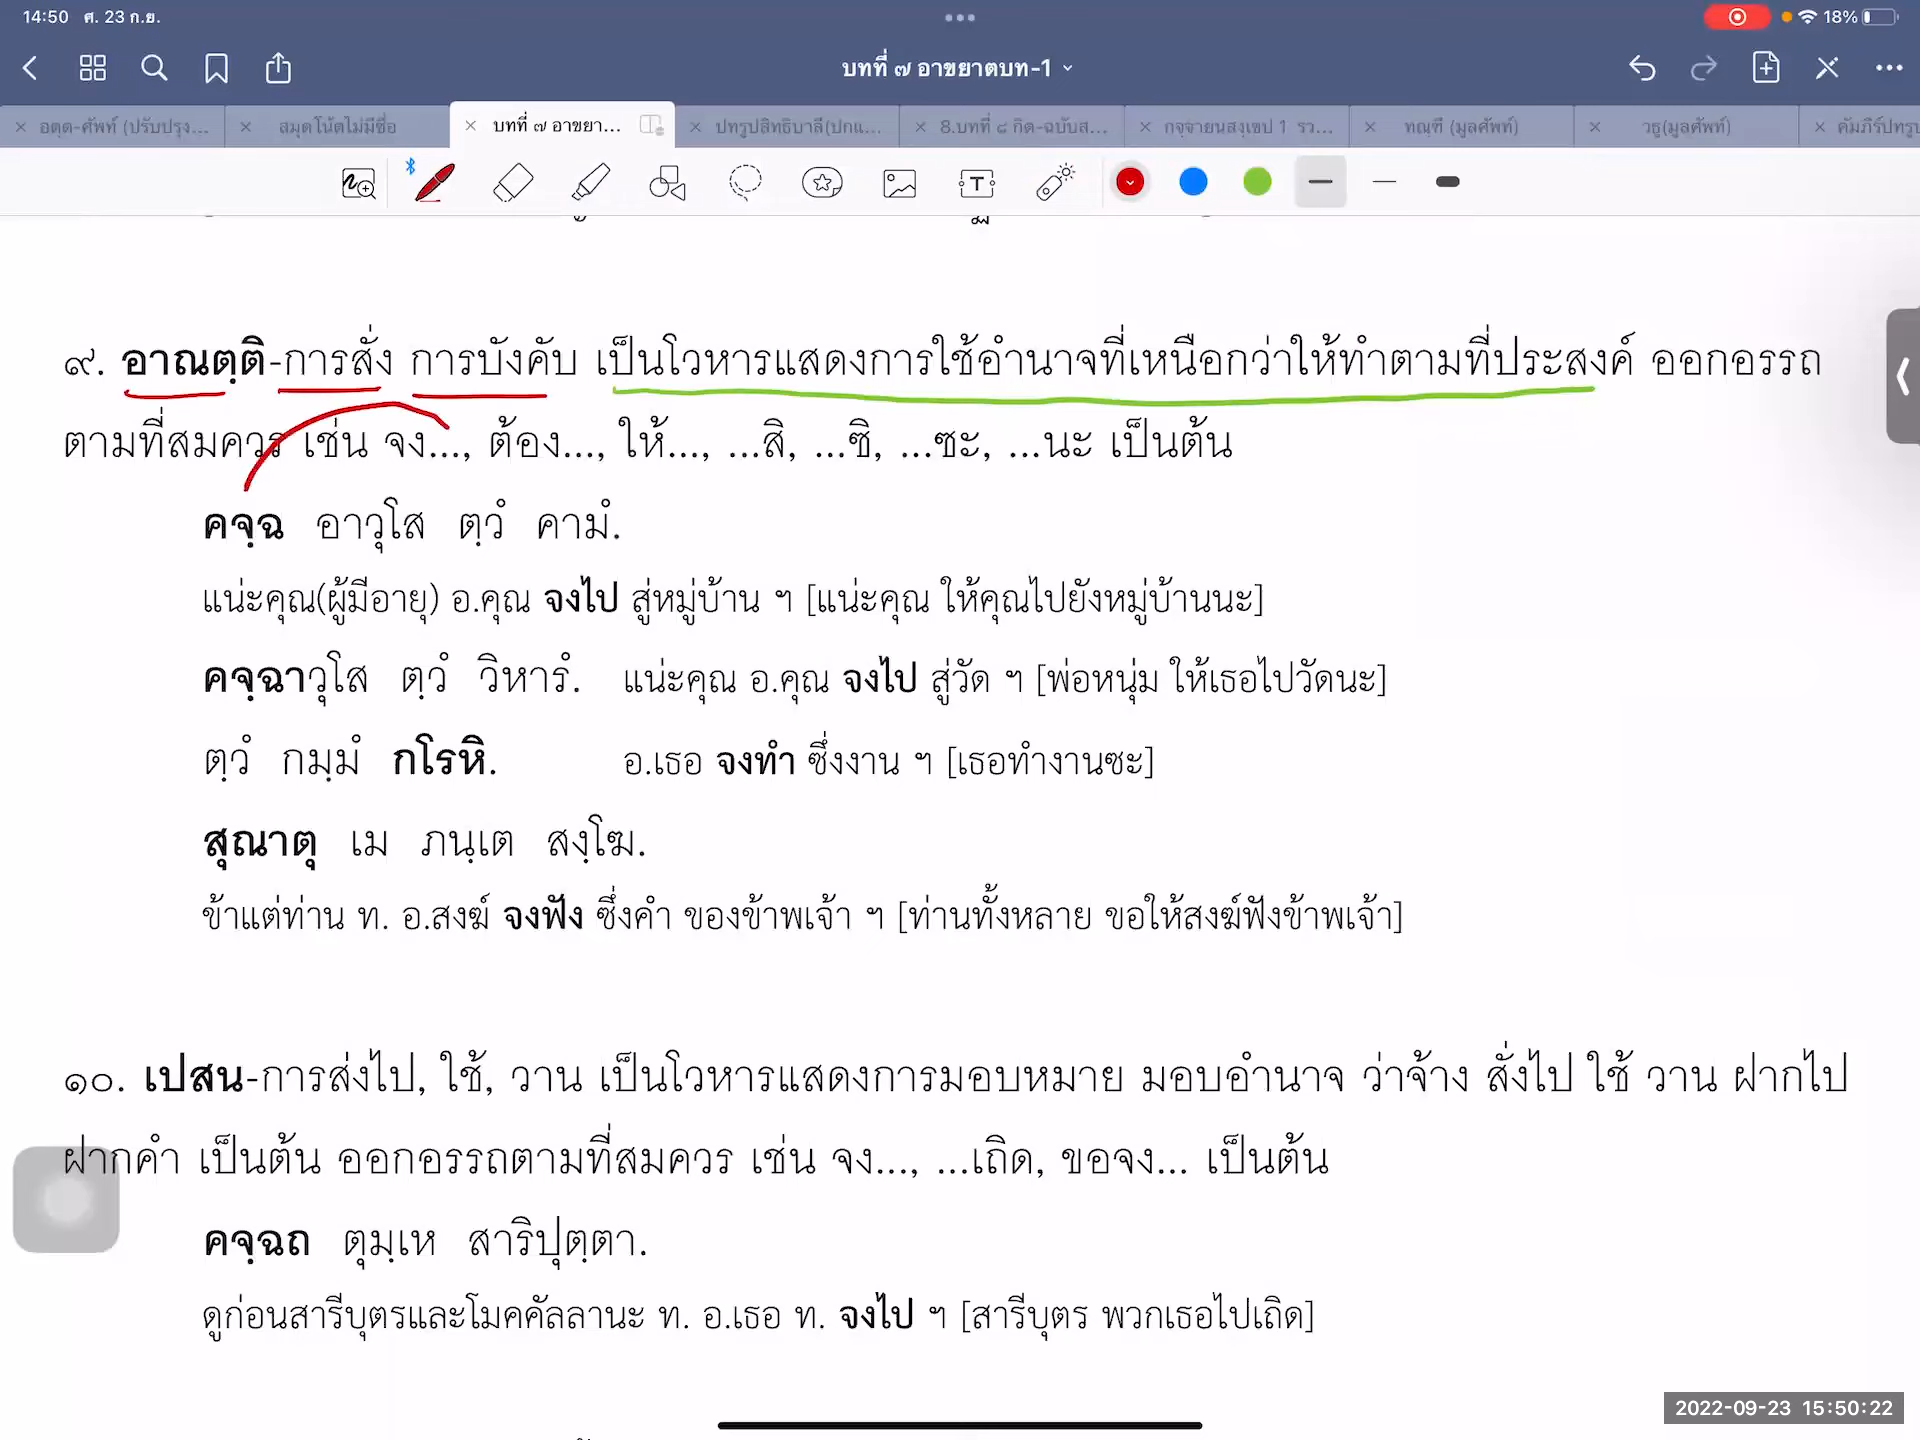 14:50 ศ. 23 ก.ย.
18%
บทที่ ๗ อาขยาตบท-1
อตฺต-ศัพท์ (ปรับปรุง...
สมุดโน้ตไม่มีชื่อ
บทที่ ๗ อาขยา...
ปทรูปสิทธิบาลี(ปกแ...
8.บทที่ ๘ กิต-ฉบับส...
กจฺจายนสงฺเขป 1 รว...
ทณฺฑี (มูลศัพท์)
วธู(มูลศัพท์)
คัมภีร์ปทรูป
๙. อาณตฺติ-การสั่ง การบังคับ เป็นโวหารแสดงการใช้อำนาจที่เหนือกว่าให้ทำตามที่ประสงค์ ออกอรรถ
ตามที่สมควร เช่น จง..., ต้อง..., ให้..., ...สิ, ...ซิ, ...ซะ, ...นะ เป็นต้น
คจฺฉ อาวุโส ตฺวํ คามํ.
แน่ะคุณ(ผู้มีอายุ) อ.คุณ จงไป สู่หมู่บ้าน ฯ [แน่ะคุณ ให้คุณไปยังหมู่บ้านนะ]
คจฺฉาวุโส ตฺวํ วิหารํ. แน่ะคุณ อ.คุณ จงไป สู่วัด ฯ [พ่อหนุ่ม ให้เธอไปวัดนะ]
ตฺวํ กมฺมํ กโรหิ. อ.เธอ จงทำ ซึ่งงาน ฯ [เธอทำงานซะ]
สุณาตุ เม ภนฺเต สงฺโฆ.
ข้าแต่ท่าน ท. อ.สงฆ์ จงฟัง ซึ่งคำ ของข้าพเจ้า ฯ [ท่านทั้งหลาย ขอให้สงฆ์ฟังข้าพเจ้า]
๑๐. เปสน-การส่งไป, ใช้, วาน เป็นโวหารแสดงการมอบหมาย มอบอำนาจ ว่าจ้าง สั่งไป ใช้ วาน ฝากไป
ฝากคำ เป็นต้น ออกอรรถตามที่สมควร เช่น จง..., ...เถิด, ขอจง... เป็นต้น
คจฺฉถ ตุมฺเห สาริปุตฺตา.
ดูก่อนสารีบุตรและโมคคัลลานะ ท. อ.เธอ ท. จงไป ฯ [สารีบุตร พวกเธอไปเถิด]
2022-09-23 15:50:22